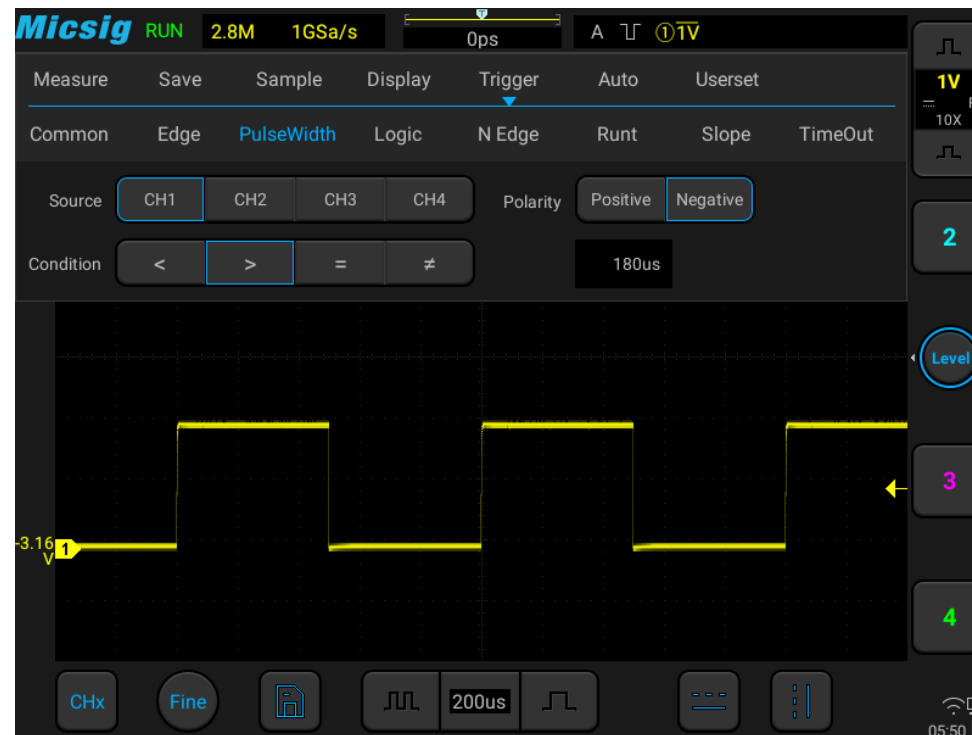 Micsig RUN 2.8M 1GSa/s 0ps A ①1V
Measure Save Sample Display Trigger Auto Userset
1V
10X
Common Edge PulseWidth Logic N Edge Runt Slope TimeOut
Source CH1 CH2 CH3 CH4 Polarity Positive Negative
2
Condition < > = ≠ 180us
Level
3
-3.16
V
1
4
CHx Fine 200us
05:50